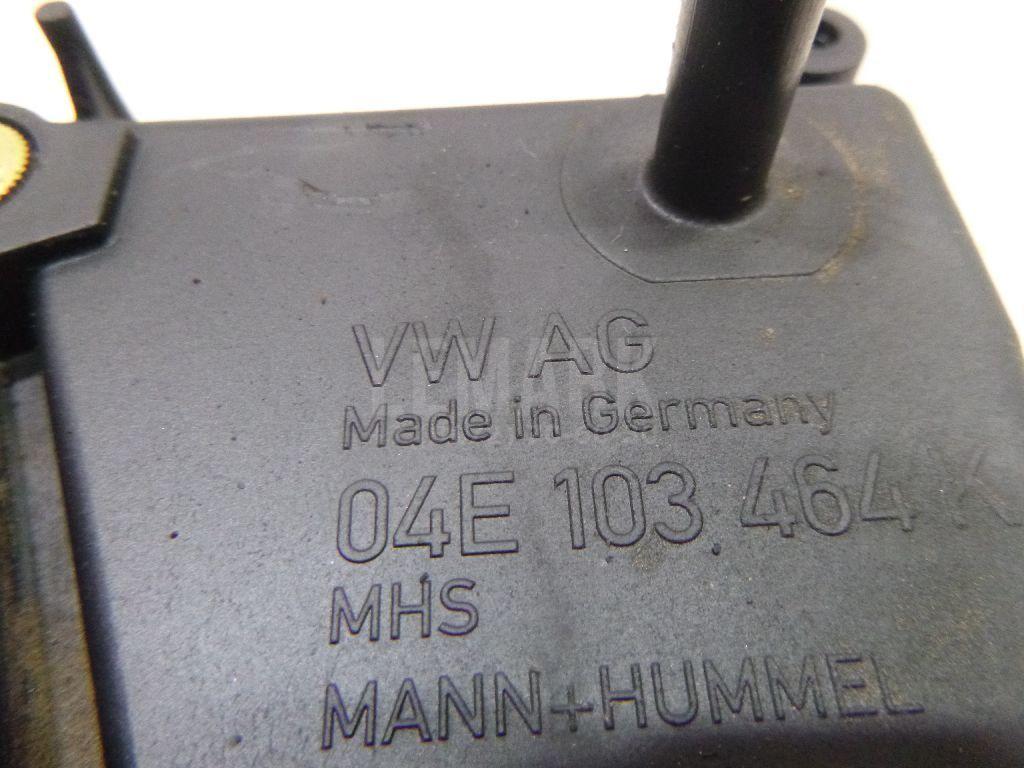 VW AG
Made in Germany
04E 103 464 K
MHS
MANN+HUMMEL